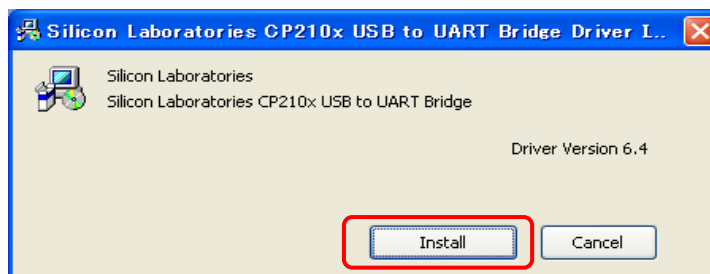 Silicon Laboratories CP210x USB to UART Bridge Driver I...
Silicon Laboratories
Silicon Laboratories CP210x USB to UART Bridge
Driver Version 6.4
Install Cancel